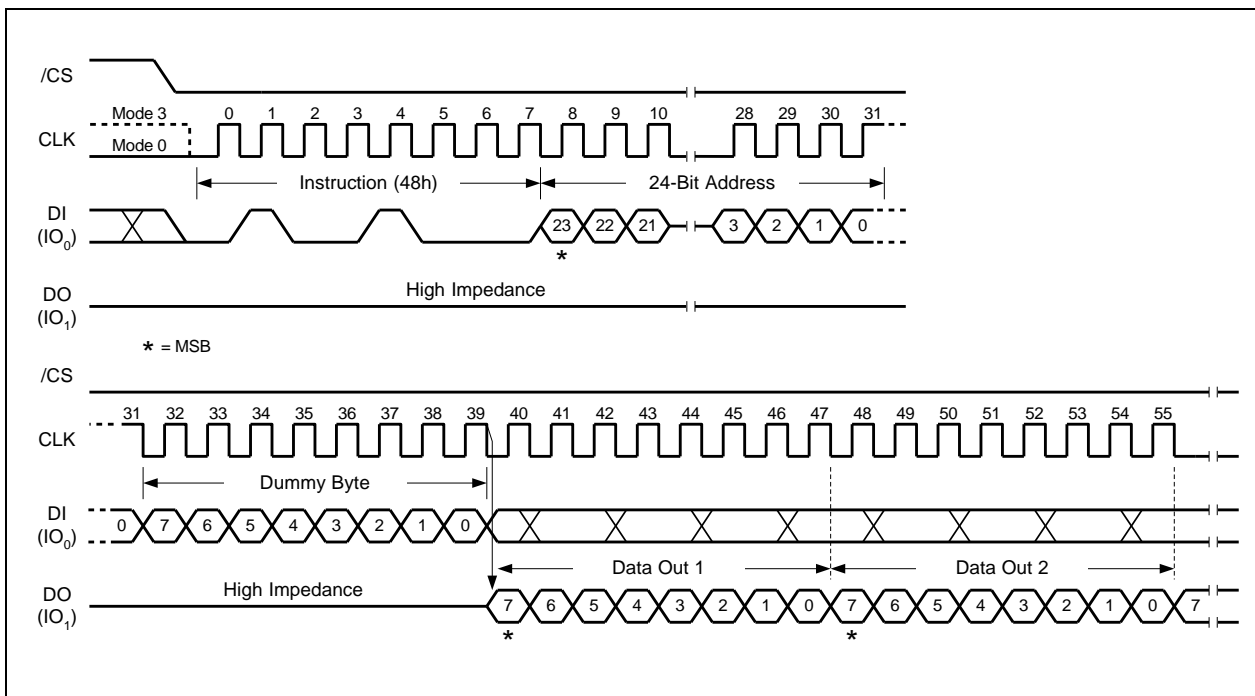 /CS
Mode 3 0 1 2 3 4 5 6 7 8 9 10 28 29 30 31
CLK
Mode 0
Instruction (48h) 24-Bit Address
DI
(IO0)
23 22 21 3 2 1 0
*
High Impedance
DO
(IO1)
* = MSB
/CS
31 32 33 34 35 36 37 38 39 40 41 42 43 44 45 46 47 48 49 50 51 52 53 54 55
CLK
Dummy Byte
DI
(IO0)
0 7 6 5 4 3 2 1 0
Data Out 1 Data Out 2
High Impedance
DO
(IO1)
7 6 5 4 3 2 1 0 7 6 5 4 3 2 1 0 7
* *